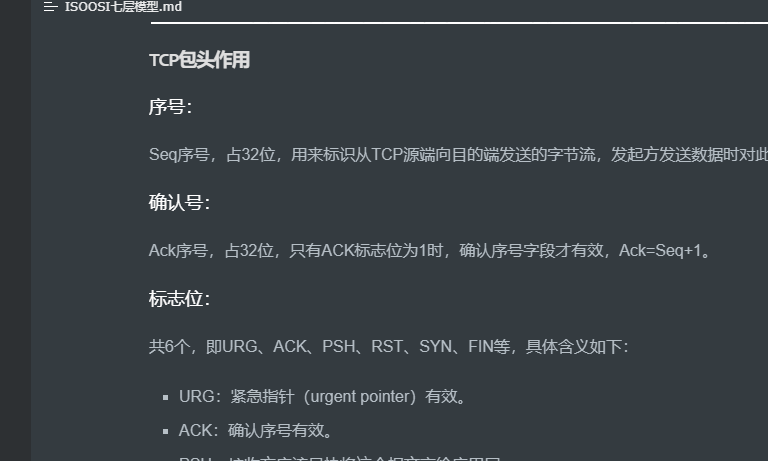 ISOOSI七层模型.md
TCP包头作用
序号：
Seq序号，占32位，用来标识从TCP源端向目的端发送的字节流，发起方发送数据时对此
确认号：
Ack序号，占32位，只有ACK标志位为1时，确认序号字段才有效，Ack=Seq+1。
标志位：
共6个，即URG、ACK、PSH、RST、SYN、FIN等，具体含义如下：
URG：紧急指针（urgent pointer）有效。
ACK：确认序号有效。